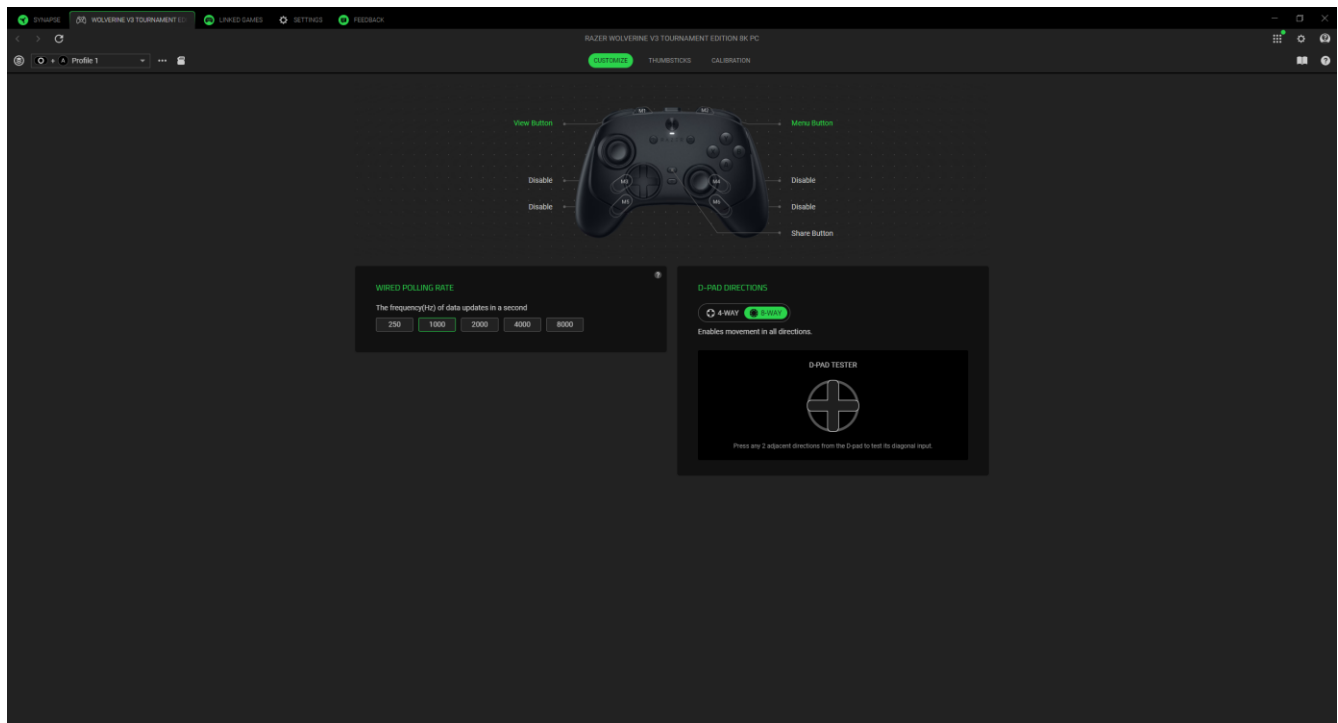 SYNAPSE
WOLVERINE V3 TOURNAMENT ED
LINKED GAMES
SETTINGS
FEEDBACK
RAZER WOLVERINE V3 TOURNAMENT EDITION 8K PC
+ A Profile 1
CUSTOMIZE THUMBSTICKS CALIBRATION
M1 M2
View Button
Menu Button
RAZER
Disable
M3 M4
Disable
Disable
M5 M6
Disable
Share Button
WIRED POLLING RATE
The frequency(Hz) of data updates in a second
250 1000 2000 4000 8000
D-PAD DIRECTIONS
4-WAY 8-WAY
Enables movement in all directions.
D-PAD TESTER
Press any 2 adjacent directions from the D-pad to test its diagonal input.